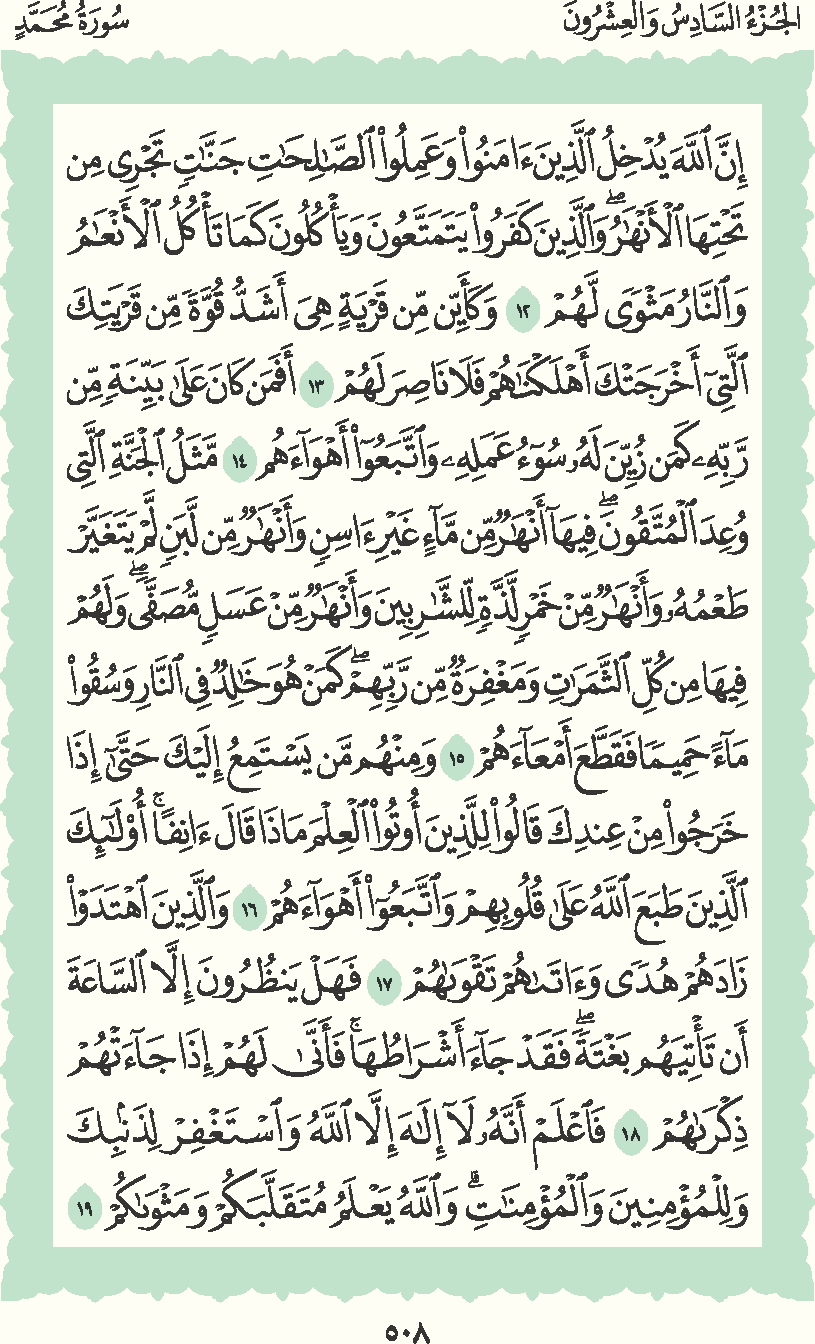 الجُزْءُ السَّادِسُ وَالعِشْرُونَ
سُورَةُ مُحَمَّدٍ
إِنَّ ٱللَّهَ يُدْخِلُ ٱلَّذِينَ ءَامَنُوا۟ وَعَمِلُوا۟ ٱلصَّٰلِحَٰتِ جَنَّٰتٍ تَجْرِى مِن
تَحْتِهَا ٱلْأَنْهَٰرُ ۖ وَٱلَّذِينَ كَفَرُوا۟ يَتَمَتَّعُونَ وَيَأْكُلُونَ كَمَا تَأْكُلُ ٱلْأَنْعَٰمُ
وَٱلنَّارُ مَثْوًى لَّهُمْ ١٢ وَكَأَيِّن مِّن قَرْيَةٍ هِىَ أَشَدُّ قُوَّةً مِّن قَرْيَتِكَ
ٱلَّتِىٓ أَخْرَجَتْكَ أَهْلَكْنَٰهُمْ فَلَا نَاصِرَ لَهُمْ ١٣ أَفَمَن كَانَ عَلَىٰ بَيِّنَةٍ مِّن
رَّبِّهِۦ كَمَن زُيِّنَ لَهُۥ سُوٓءُ عَمَلِهِۦ وَٱتَّبَعُوٓا۟ أَهْوَآءَهُم ١٤ مَّثَلُ ٱلْجَنَّةِ ٱلَّتِى
وُعِدَ ٱلْمُتَّقُونَ ۖ فِيهَآ أَنْهَٰرٌ مِّن مَّآءٍ غَيْرِ ءَاسِنٍ وَأَنْهَٰرٌ مِّن لَّبَنٍ لَّمْ يَتَغَيَّرْ
طَعْمُهُۥ وَأَنْهَٰرٌ مِّنْ خَمْرٍ لَّذَّةٍ لِّلشَّٰرِبِينَ وَأَنْهَٰرٌ مِّنْ عَسَلٍ مُّصَفًّى ۖ وَلَهُمْ
فِيهَا مِن كُلِّ ٱلثَّمَرَٰتِ وَمَغْفِرَةٌ مِّن رَّبِّهِمْ ۖ كَمَنْ هُوَ خَٰلِدٌ فِى ٱلنَّارِ وَسُقُوا۟
مَآءً حَمِيمًا فَقَطَّعَ أَمْعَآءَهُمْ ١٥ وَمِنْهُم مَّن يَسْتَمِعُ إِلَيْكَ حَتَّىٰٓ إِذَا
خَرَجُوا۟ مِنْ عِندِكَ قَالُوا۟ لِلَّذِينَ أُوتُوا۟ ٱلْعِلْمَ مَاذَا قَالَ ءَانِفًا ۚ أُو۟لَٰٓئِكَ
ٱلَّذِينَ طَبَعَ ٱللَّهُ عَلَىٰ قُلُوبِهِمْ وَٱتَّبَعُوٓا۟ أَهْوَآءَهُمْ ١٦ وَٱلَّذِينَ ٱهْتَدَوْا۟
زَادَهُمْ هُدًى وَءَاتَىٰهُمْ تَقْوَىٰهُمْ ١٧ فَهَلْ يَنظُرُونَ إِلَّا ٱلسَّاعَةَ
أَن تَأْتِيَهُم بَغْتَةً ۖ فَقَدْ جَآءَ أَشْرَاطُهَا ۚ فَأَنَّىٰ لَهُمْ إِذَا جَآءَتْهُمْ
ذِكْرَىٰهُمْ ١٨ فَٱعْلَمْ أَنَّهُۥ لَآ إِلَٰهَ إِلَّا ٱللَّهُ وَٱسْتَغْفِرْ لِذَنۢبِكَ
وَلِلْمُؤْمِنِينَ وَٱلْمُؤْمِنَٰتِ ۗ وَٱللَّهُ يَعْلَمُ مُتَقَلَّبَكُمْ وَمَثْوَىٰكُمْ ١٩
٥٠٨